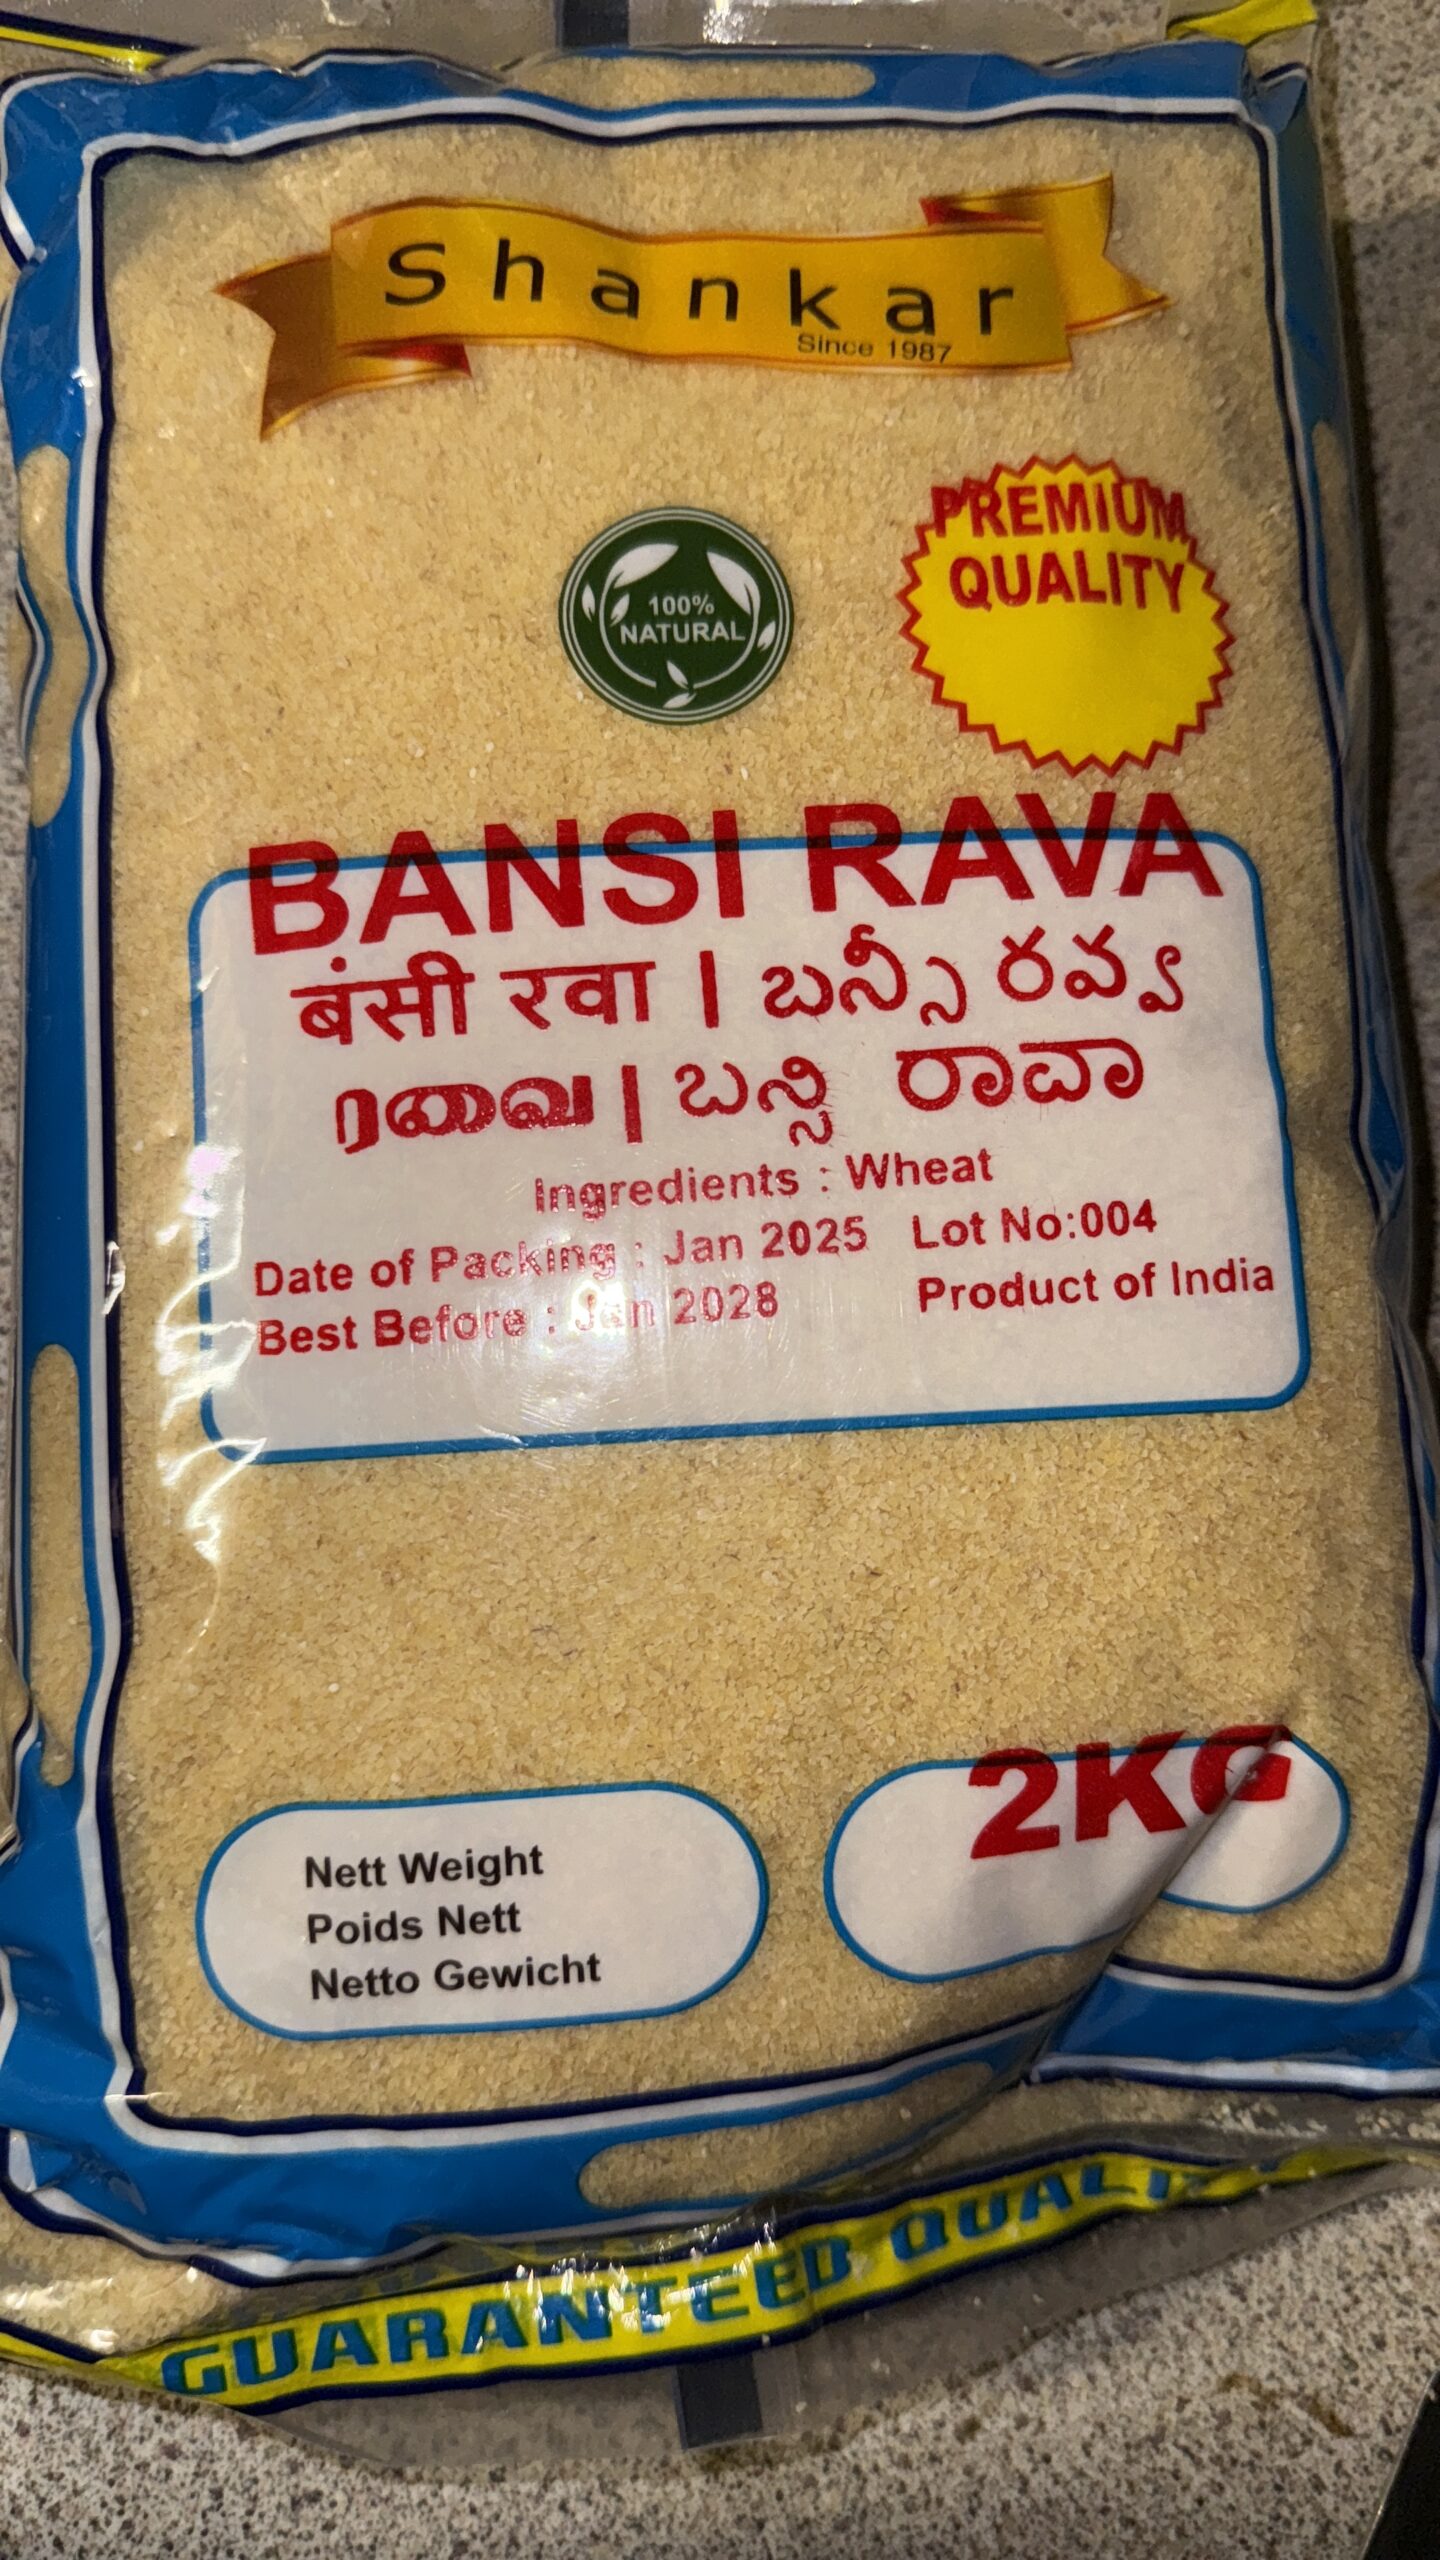 Shankar
Since 1987
PREMIUM
QUALITY
100%
NATURAL
BANSI RAVA
बंसी रवा | బన్సీ రవ్వ
ரவை | ಬನ್ಸಿ ರಾವಾ
Ingredients : Wheat
Date of Packing : Jan 2025 Lot No:004
Best Before : Jan 2028 Product of India
2KG
Nett Weight
Poids Nett
Netto Gewicht
GUARANTEED QUALITY